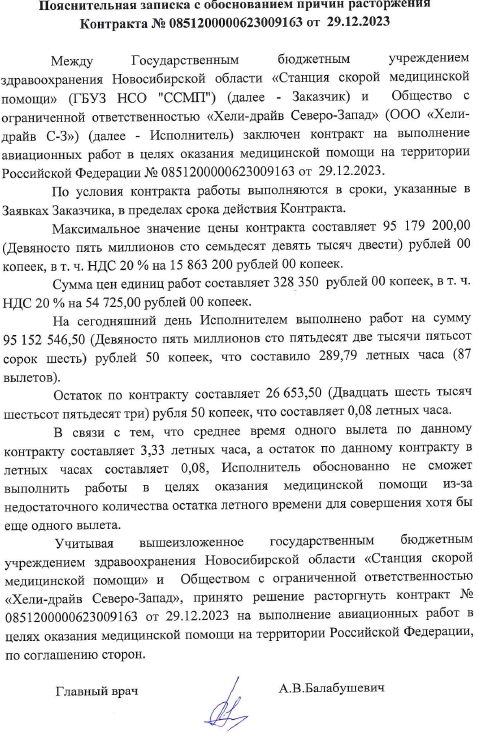 Пояснительная записка с обоснованием причин расторжения
Контракта № 0851200000623009163 от 29.12.2023
Между Государственным бюджетным учреждением
здравоохранения Новосибирской области «Станция скорой медицинской
помощи» (ГБУЗ НСО "ССМП") (далее - Заказчик) и Общество с
ограниченной ответственностью «Хели-драйв Северо-Запад» (ООО «Хели-
драйв С-З») (далее - Исполнитель) заключен контракт на выполнение
авиационных работ в целях оказания медицинской помощи на территории
Российской Федерации № 0851200000623009163 от 29.12.2023.
По условия контракта работы выполняются в сроки, указанные в
Заявках Заказчика, в пределах срока действия Контракта.
Максимальное значение цены контракта составляет 95 179 200,00
(Девяносто пять миллионов сто семьдесят девять тысяч двести) рублей 00
копеек, в т. ч. НДС 20 % на 15 863 200 рублей 00 копеек.
Сумма цен единиц работ составляет 328 350 рублей 00 копеек, в т. ч.
НДС 20 % на 54 725,00 рублей 00 копеек.
На сегодняшний день Исполнителем выполнено работ на сумму
95 152 546,50 (Девяносто пять миллионов сто пятьдесят две тысячи пятьсот
сорок шесть) рублей 50 копеек, что составило 289,79 летных часа (87
вылетов).
Остаток по контракту составляет 26 653,50 (Двадцать шесть тысяч
шестьсот пятьдесят три) рубля 50 копеек, что составляет 0,08 летных часа.
В связи с тем, что среднее время одного вылета по данному
контракту составляет 3,33 летных часа, а остаток по данному контракту в
летных часах составляет 0,08, Исполнитель обоснованно не сможет
выполнить работы в целях оказания медицинской помощи из-за
недостаточного количества остатка летного времени для совершения хотя бы
еще одного вылета.
Учитывая вышеизложенное государственным бюджетным
учреждением здравоохранения Новосибирской области «Станция скорой
медицинской помощи» и Обществом с ограниченной ответственностью
«Хели-драйв Северо-Запад», принято решение расторгнуть контракт №
0851200000623009163 от 29.12.2023 на выполнение авиационных работ в
целях оказания медицинской помощи на территории Российской Федерации,
по соглашению сторон.
Главный врач А.В.Балабушевич